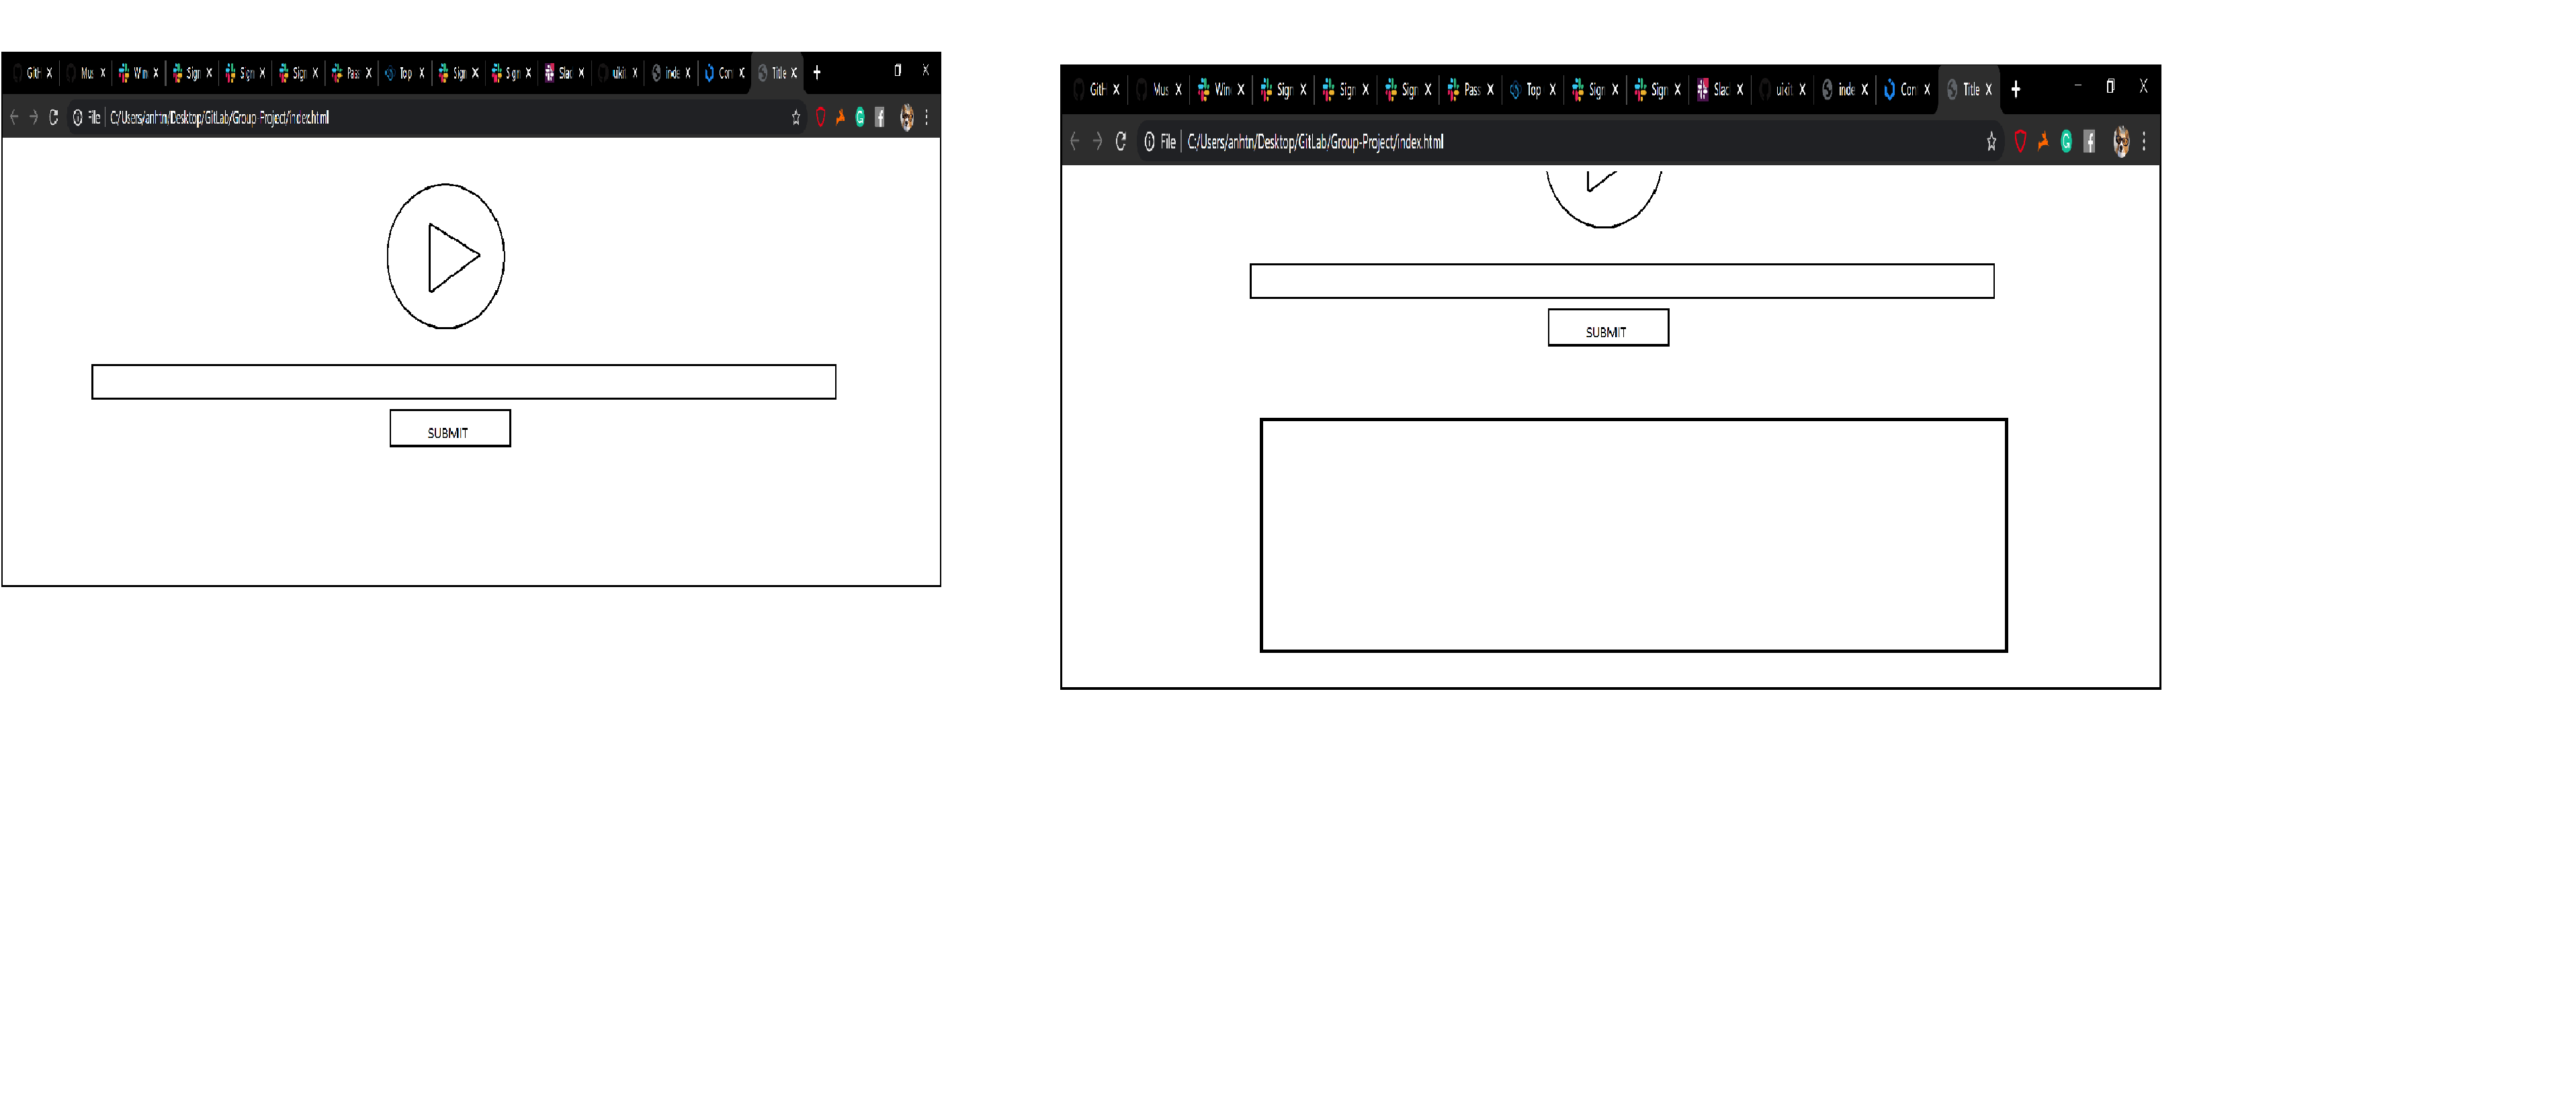 GitH Mus Win Sign Sign Sign Pass Top Sign Sign Slac uikit inde Con Title
File C:/Users/anhtn/Desktop/GitLab/Group-Project/index.html
SUBMIT
GitH Mus Win Sign Sign Sign Pass Top Sign Sign Slac uikit inde Con Title
File C:/Users/anhtn/Desktop/GitLab/Group-Project/index.html
SUBMIT